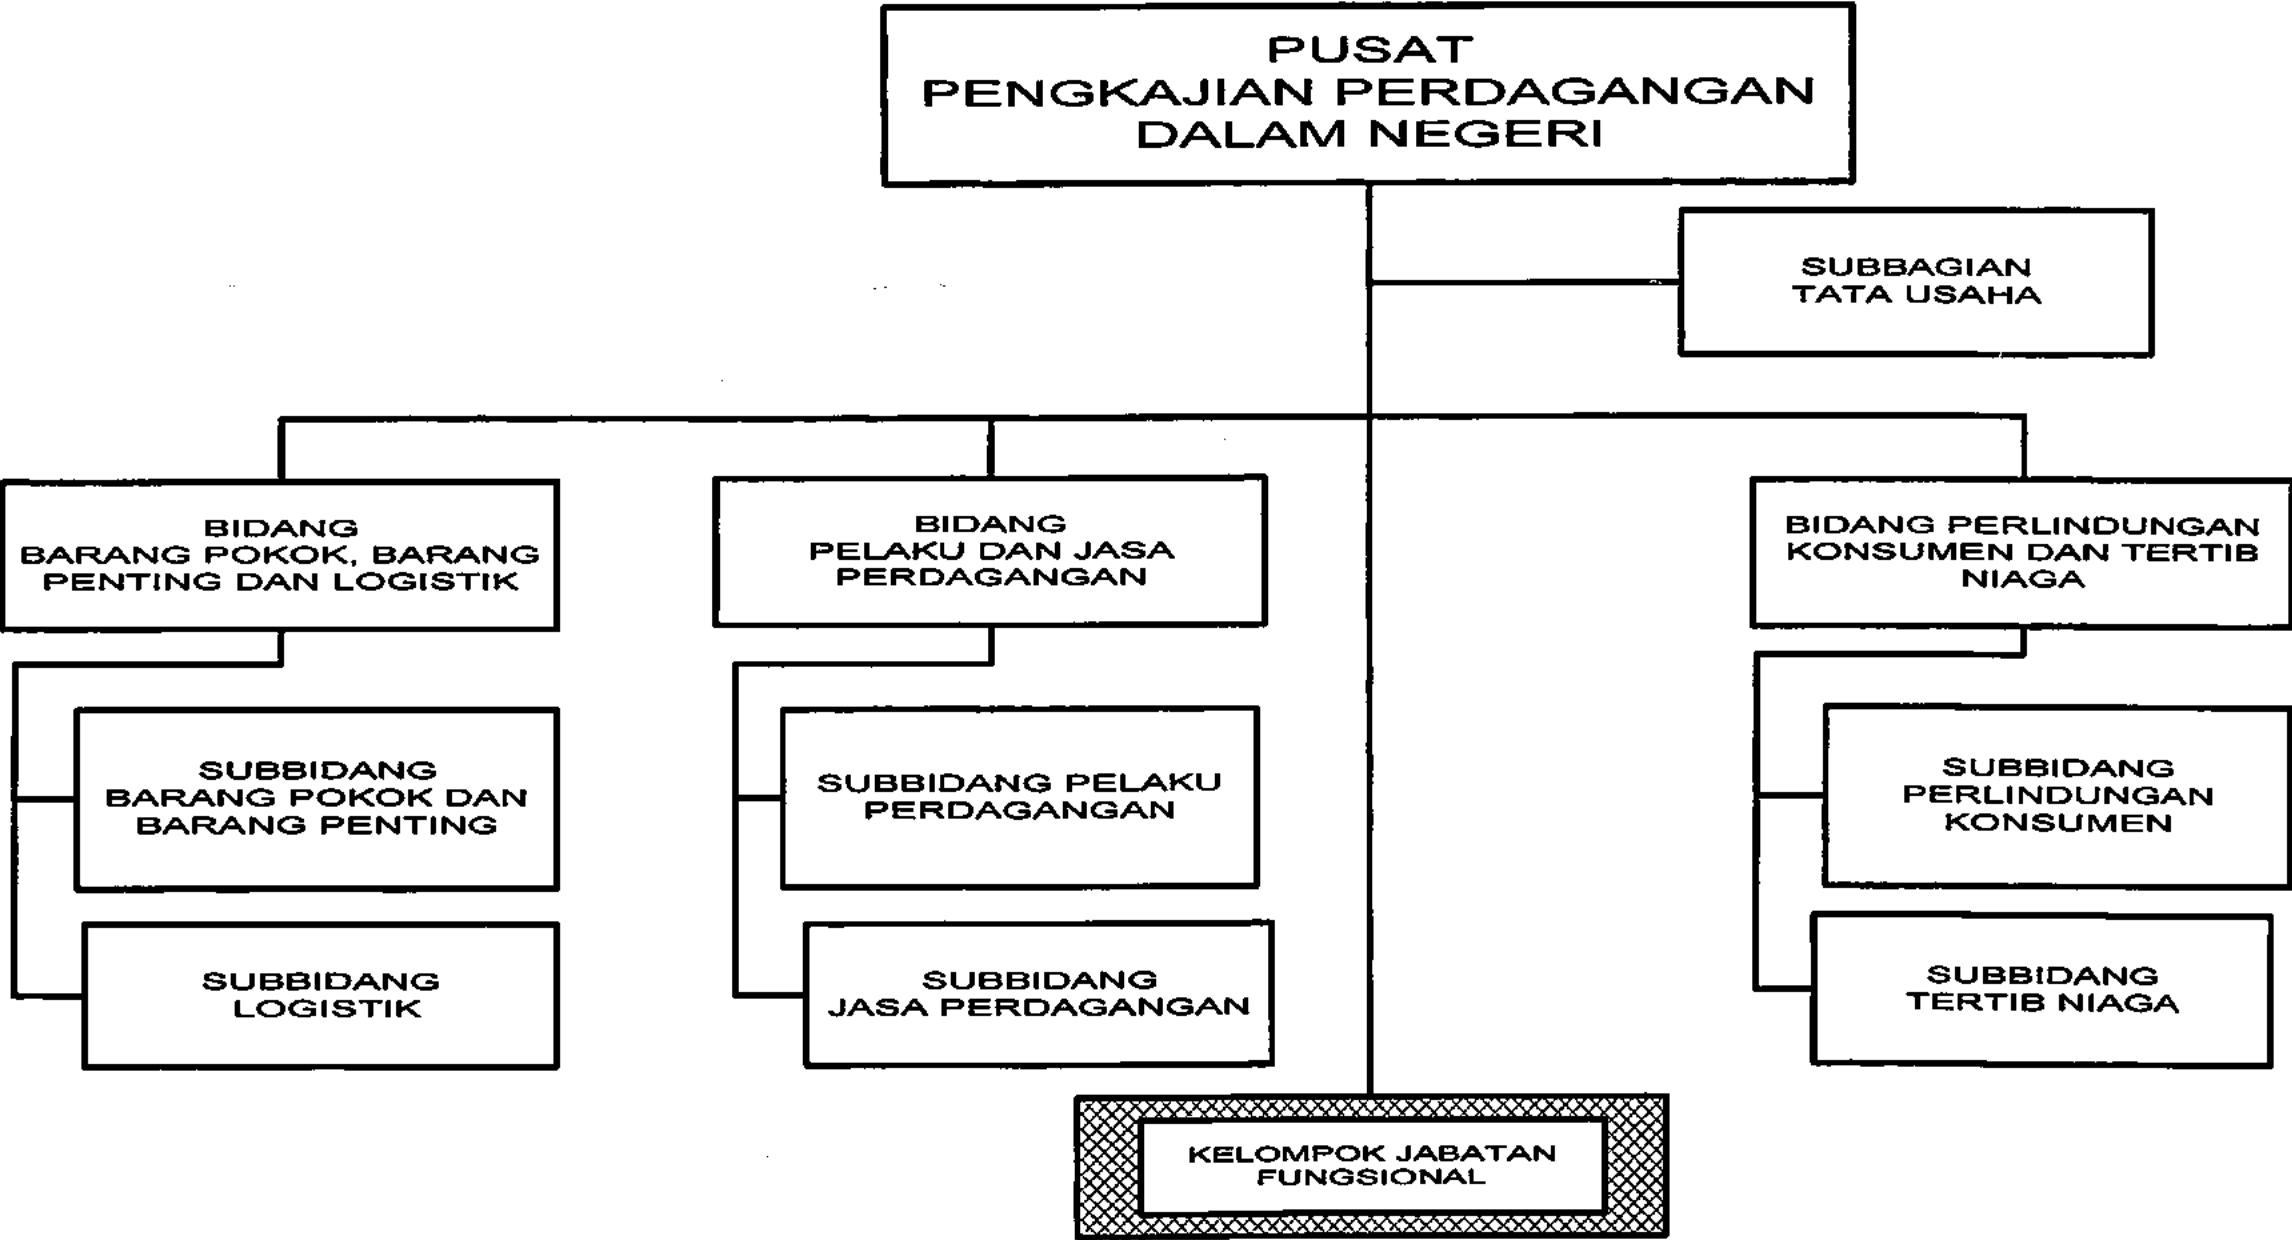 PUSAT
PENGKAJIAN PERDAGANGAN
DALAM NEGERI
SUBBAGIAN
TATA USAHA
BIDANG
BARANG POKOK, BARANG
PENTING DAN LOGISTIK
BIDANG
PELAKU DAN JASA
PERDAGANGAN
BIDANG PERLINDUNGAN
KONSUMEN DAN TERTIB
NIAGA
SUBBIDANG
BARANG POKOK DAN
BARANG PENTING
SUBBIDANG PELAKU
PERDAGANGAN
SUBBIDANG
PERLINDUNGAN
KONSUMEN
SUBBIDANG
LOGISTIK
SUBBIDANG
JASA PERDAGANGAN
SUBBIDANG
TERTIB NIAGA
KELOMPOK JABATAN
FUNGSIONAL